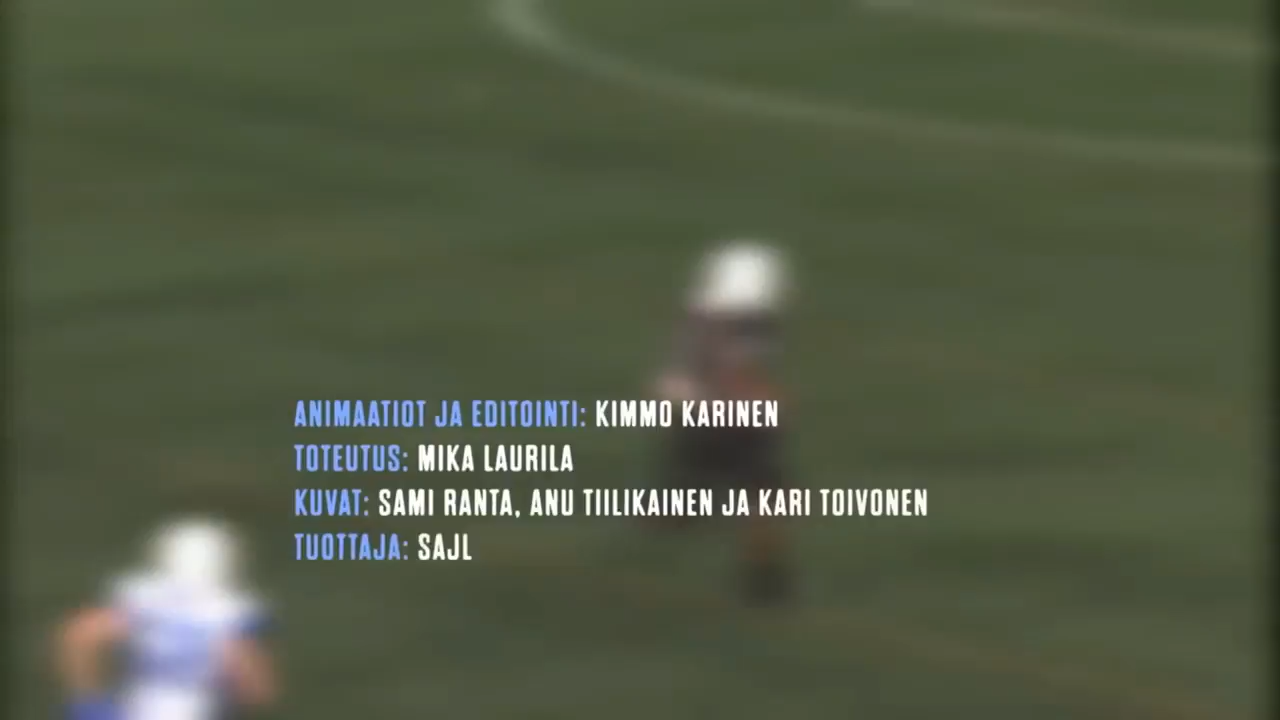 ANIMAATIOT JA EDITOINTI: KIMMO KARINEN
TOTEUTUS: MIKA LAURILA
KUVAT: SAMI RANTA, ANU TIILIKAINEN JA KARI TOIVONEN
TUOTTAJA: SAJL